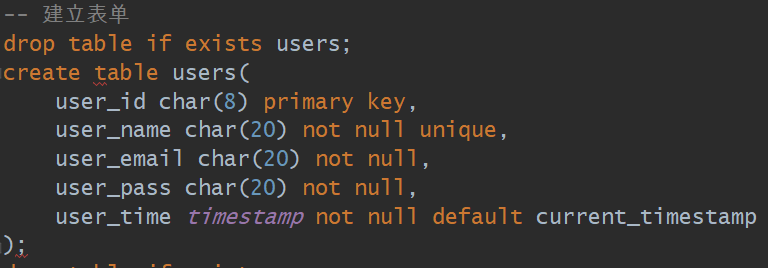 -- 建立表单
drop table if exists users;
create table users(
    user_id char(8) primary key,
    user_name char(20) not null unique,
    user_email char(20) not null,
    user_pass char(20) not null,
    user_time timestamp not null default current_timestamp
);